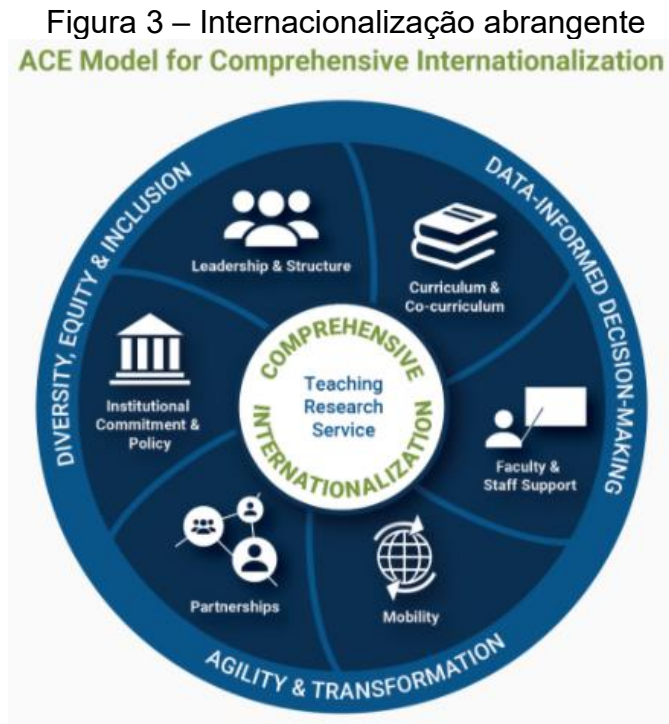 Figura 3 – Internacionalização abrangente
ACE Model for Comprehensive Internationalization
DIVERSITY, EQUITY & INCLUSION
DATA-INFORMED DECISION-MAKING
AGILITY & TRANSFORMATION
Leadership & Structure
Curriculum &
Co-curriculum
Institutional
Commitment &
Policy
COMPREHENSIVE
Teaching
Research
Service
INTERNATIONALIZATION
Faculty &
Staff Support
Partnerships
Mobility